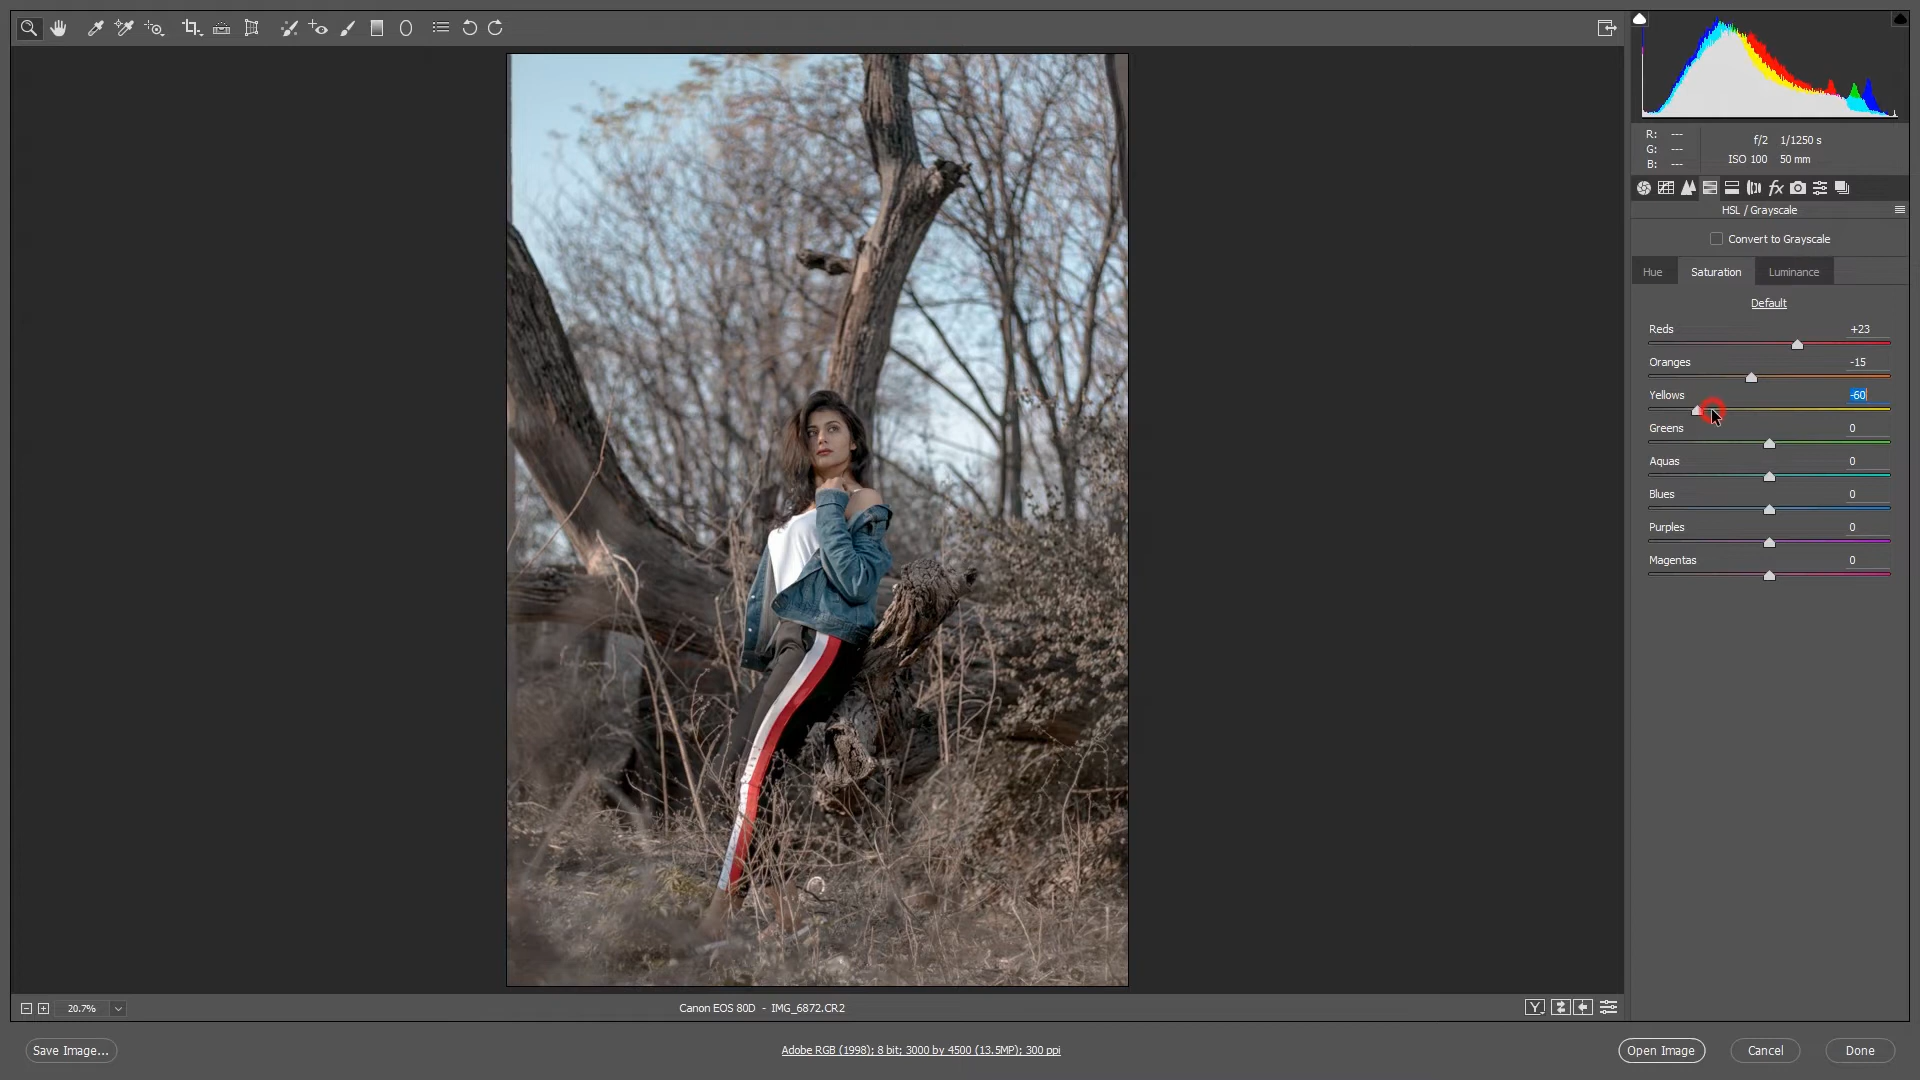 R: ---
G: ---
B: ---
f/2 1/1250 s
ISO 100 50 mm
fx
HSL / Grayscale
Convert to Grayscale
Hue Saturation Luminance
Default
Reds +23
Oranges -15
Yellows -60
Greens 0
Aquas 0
Blues 0
Purples 0
Magentas 0
20.7%
Canon EOS 80D - IMG_6872.CR2
Y
Save Image...
Adobe RGB (1998); 8 bit; 3000 by 4500 (13.5MP); 300 ppi
Open Image Cancel Done